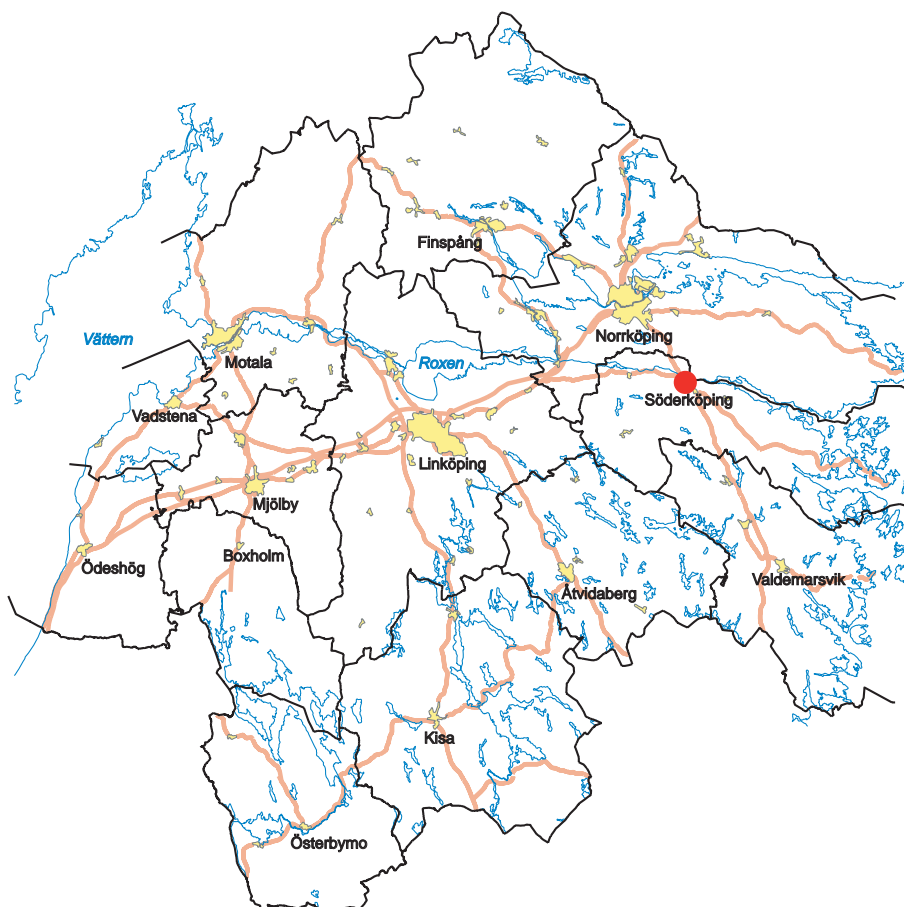 Finspång
Norrköping
Vättern
Motala
Roxen
Söderköping
Vadstena
Linköping
Mjölby
Boxholm
Ödeshög
Valdemarsvik
Åtvidaberg
Kisa
Österbymo